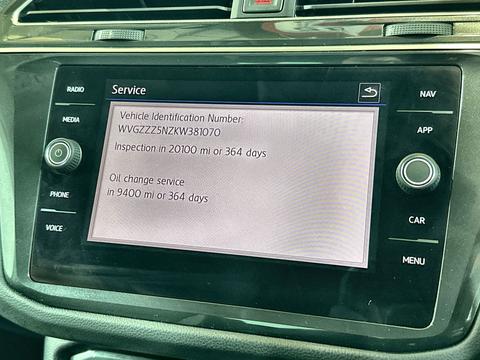 Service
RADIO
MEDIA
PHONE
VOICE
Vehicle Identification Number:
WVGZZZ5NZKW381070
Inspection in 20100 mi or 364 days
Oil change service
in 9400 mi or 364 days
NAV
APP
CAR
MENU